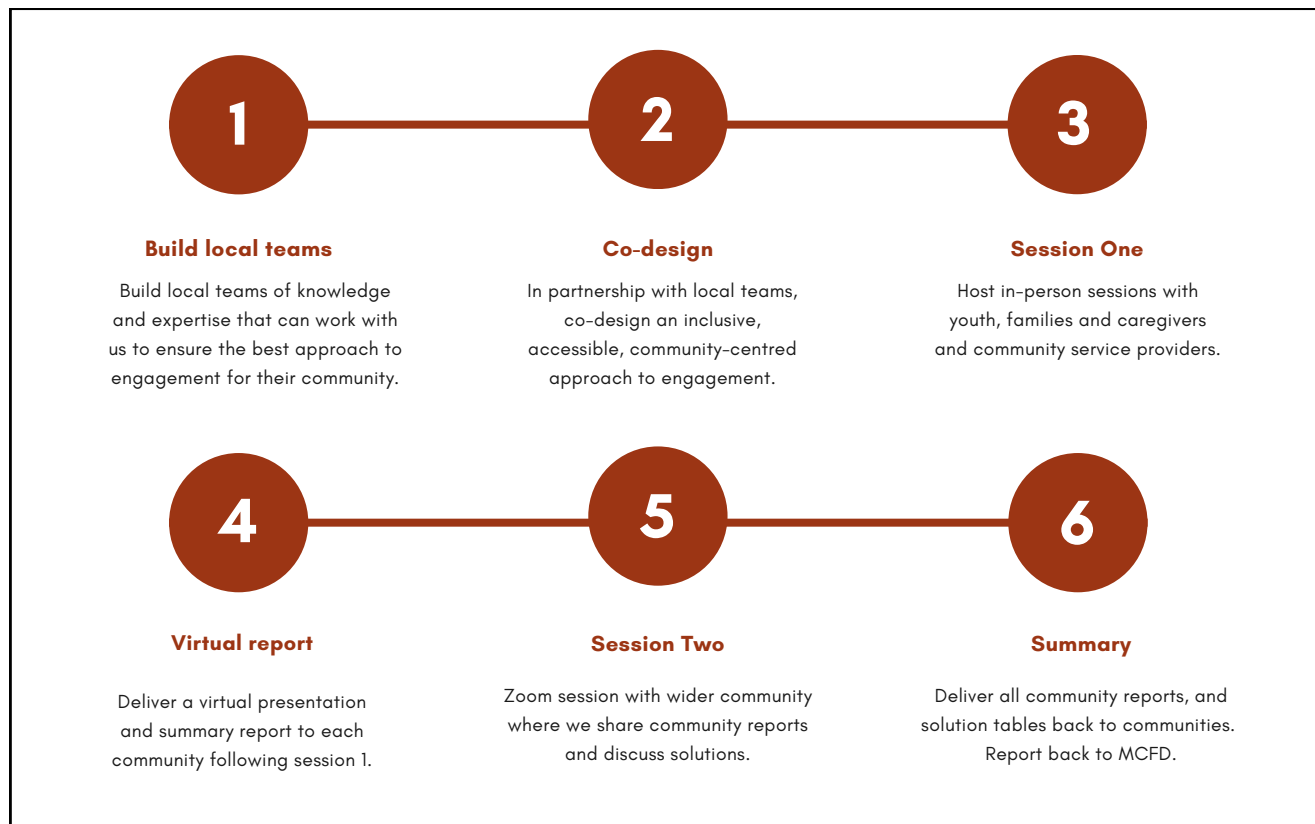 1
2
3
Build local teams
Build local teams of knowledge
and expertise that can work with
us to ensure the best approach to
engagement for their community.
Co-design
In partnership with local teams,
co-design an inclusive,
accessible, community-centred
approach to engagement.
Session One
Host in-person sessions with
youth, families and caregivers
and community service providers.
4
5
6
Virtual report
Deliver a virtual presentation
and summary report to each
community following session 1.
Session Two
Zoom session with wider community
where we share community reports
and discuss solutions.
Summary
Deliver all community reports, and
solution tables back to communities.
Report back to MCFD.